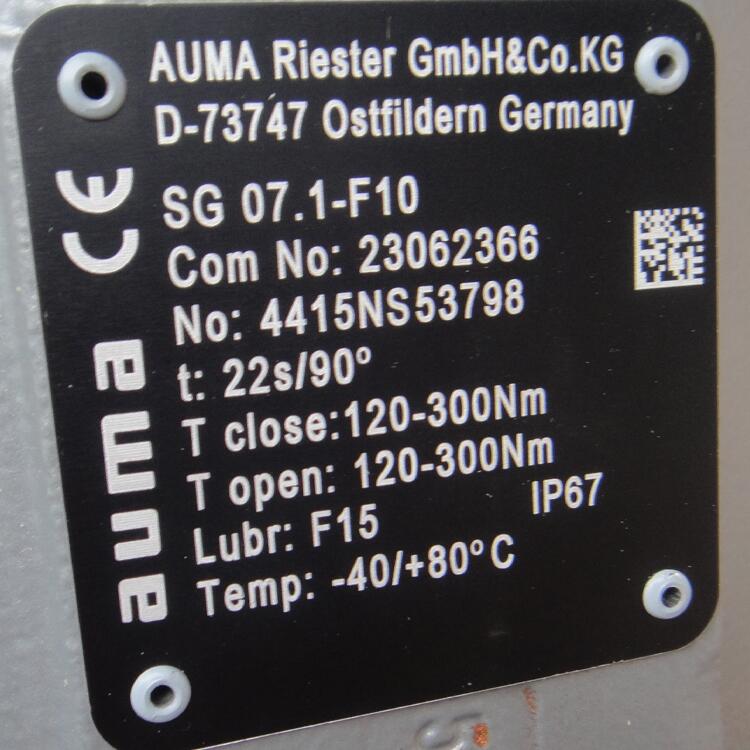 AUMA Riester GmbH&Co.KG
D-73747 Ostfildern Germany
CE
auma
SG 07.1-F10
Com No: 23062366
No: 4415NS53798
t: 22s/90°
T close:120-300Nm
T open: 120-300Nm
Lubr: F15 IP67
Temp: -40/+80°C